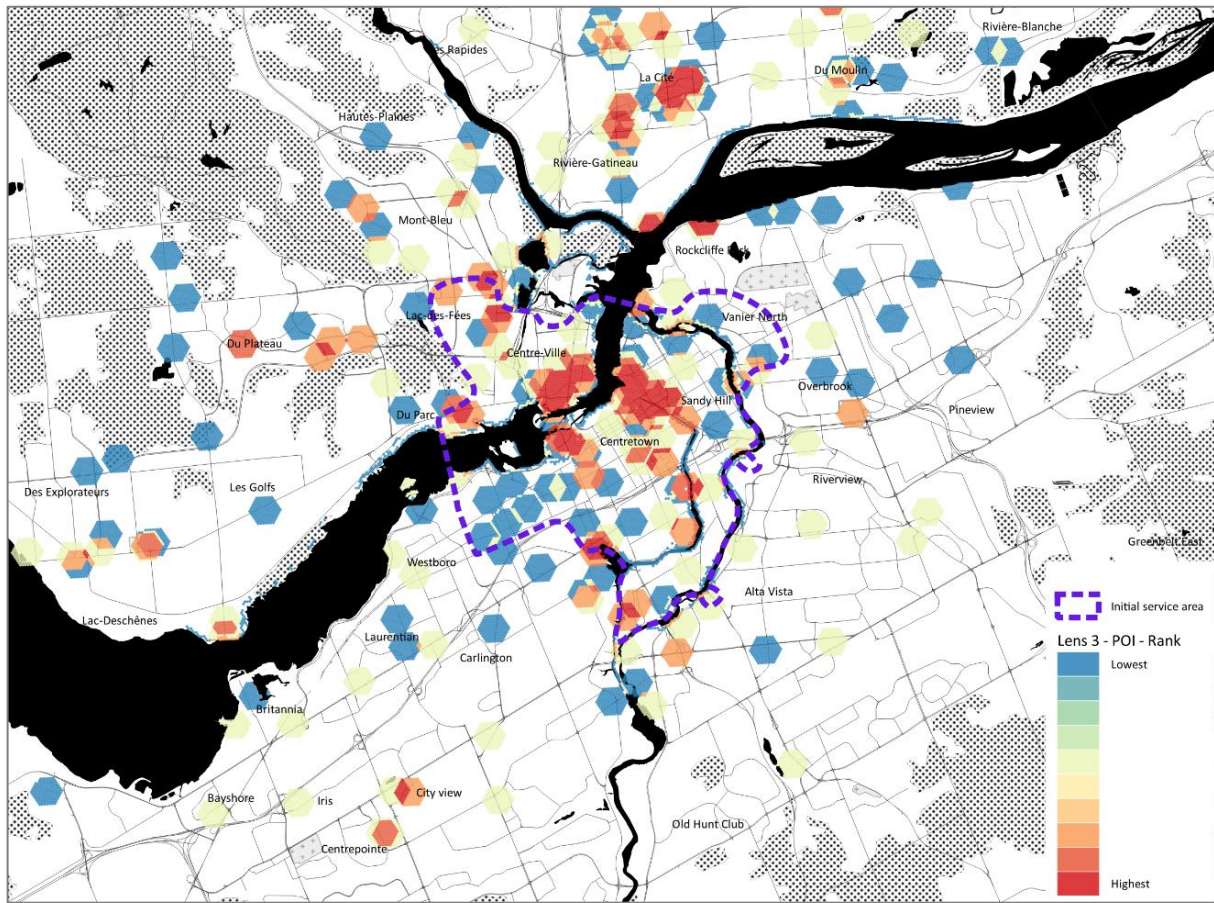 Rivière-Blanche
Les Rapides
La Cité
Du Moulin
Hautes-Plaines
Rivière-Gatineau
Mont-Bleu
Rockcliffe Park
Lac-des-Fées
Vanier North
Du Plateau
Centre-Ville
Overbrook
Sandy Hill
Du Parc
Pineview
Centretown
Des Explorateurs
Les Golfs
Riverview
Greenbelt East
Westboro
Alta Vista
Initial service area
Lac-Deschênes
Laurentian
Lens 3 - POI - Rank
Carlington
Lowest
Britannia
City view
Bayshore
Iris
Old Hunt Club
Centrepointe
Highest